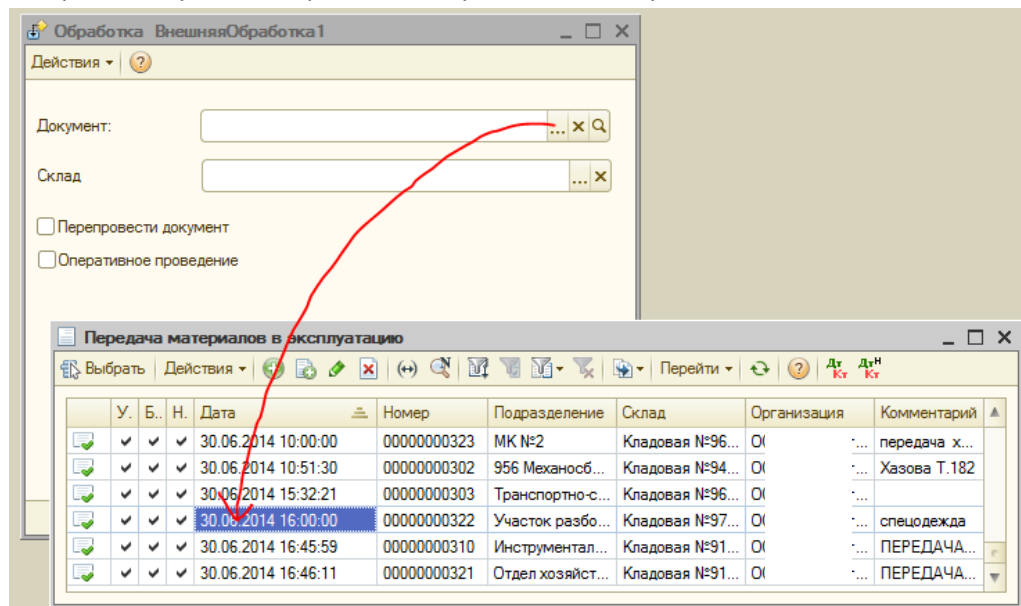 Обработка ВнешняяОбработка1
Действия
Документ:
Склад
Перепровести документ
Оперативное проведение
Передача материалов в эксплуатацию
Выбрать Действия Перейти
У. Б.. Н. Дата Номер Подразделение Склад Организация Комментарий
30.06.2014 10:00:00 00000000323 МК №2 Кладовая №96... передача х...
30.06.2014 10:51:30 00000000302 956 Механосб... Кладовая №94... Хазова Т.182
30.06.2014 15:32:21 00000000303 Транспортно-с... Кладовая №96...
30.06.2014 16:00:00 00000000322 Участок разбо... Кладовая №97... спецодежда
30.06.2014 16:45:59 00000000310 Инструментал... Кладовая №91... ПЕРЕДАЧА...
30.06.2014 16:46:11 00000000321 Отдел хозяйст... Кладовая №91... ПЕРЕДАЧА...